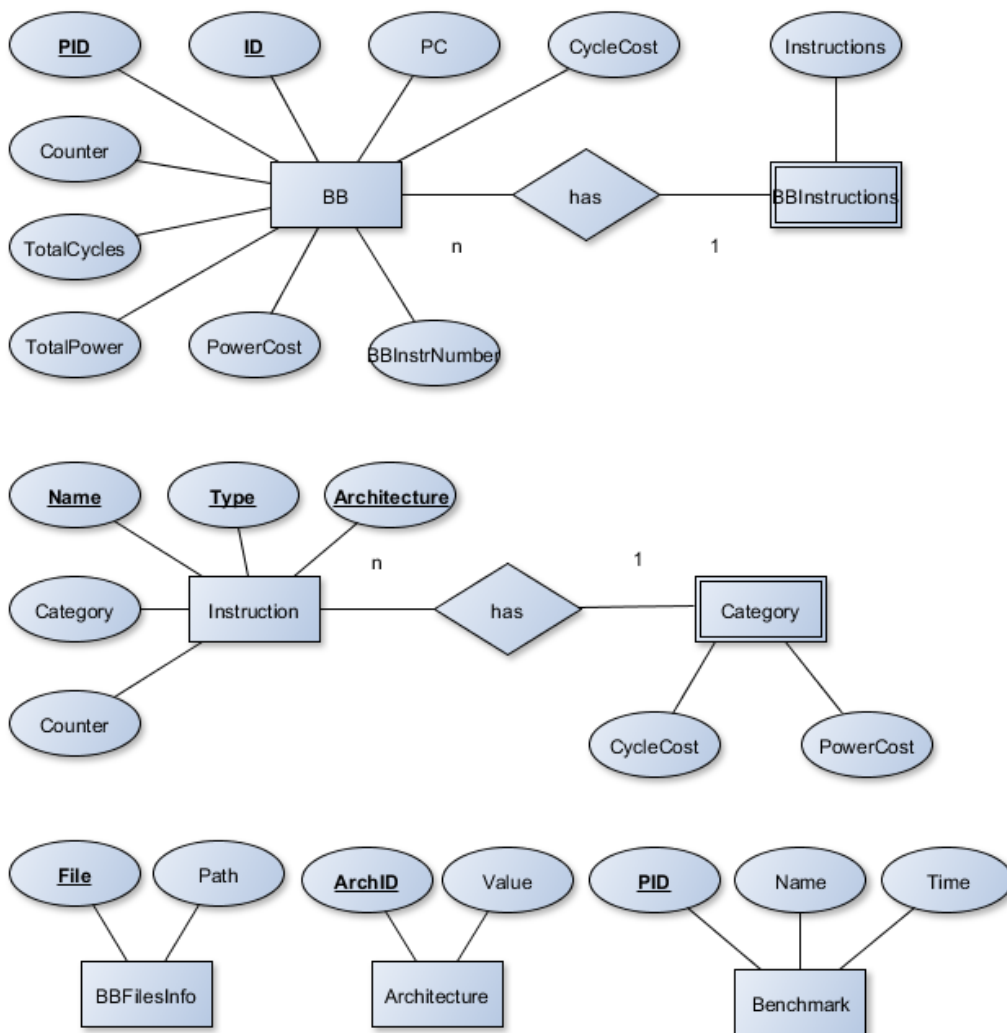 PID
ID
PC
CycleCost
Instructions
Counter
BB
has
BBInstructions
TotalCycles
n
1
TotalPower
PowerCost
BBInstrNumber
Name
Type
Architecture
n
1
Category
Instruction
has
Category
Counter
CycleCost
PowerCost
File
Path
ArchID
Value
PID
Name
Time
BBFilesInfo
Architecture
Benchmark